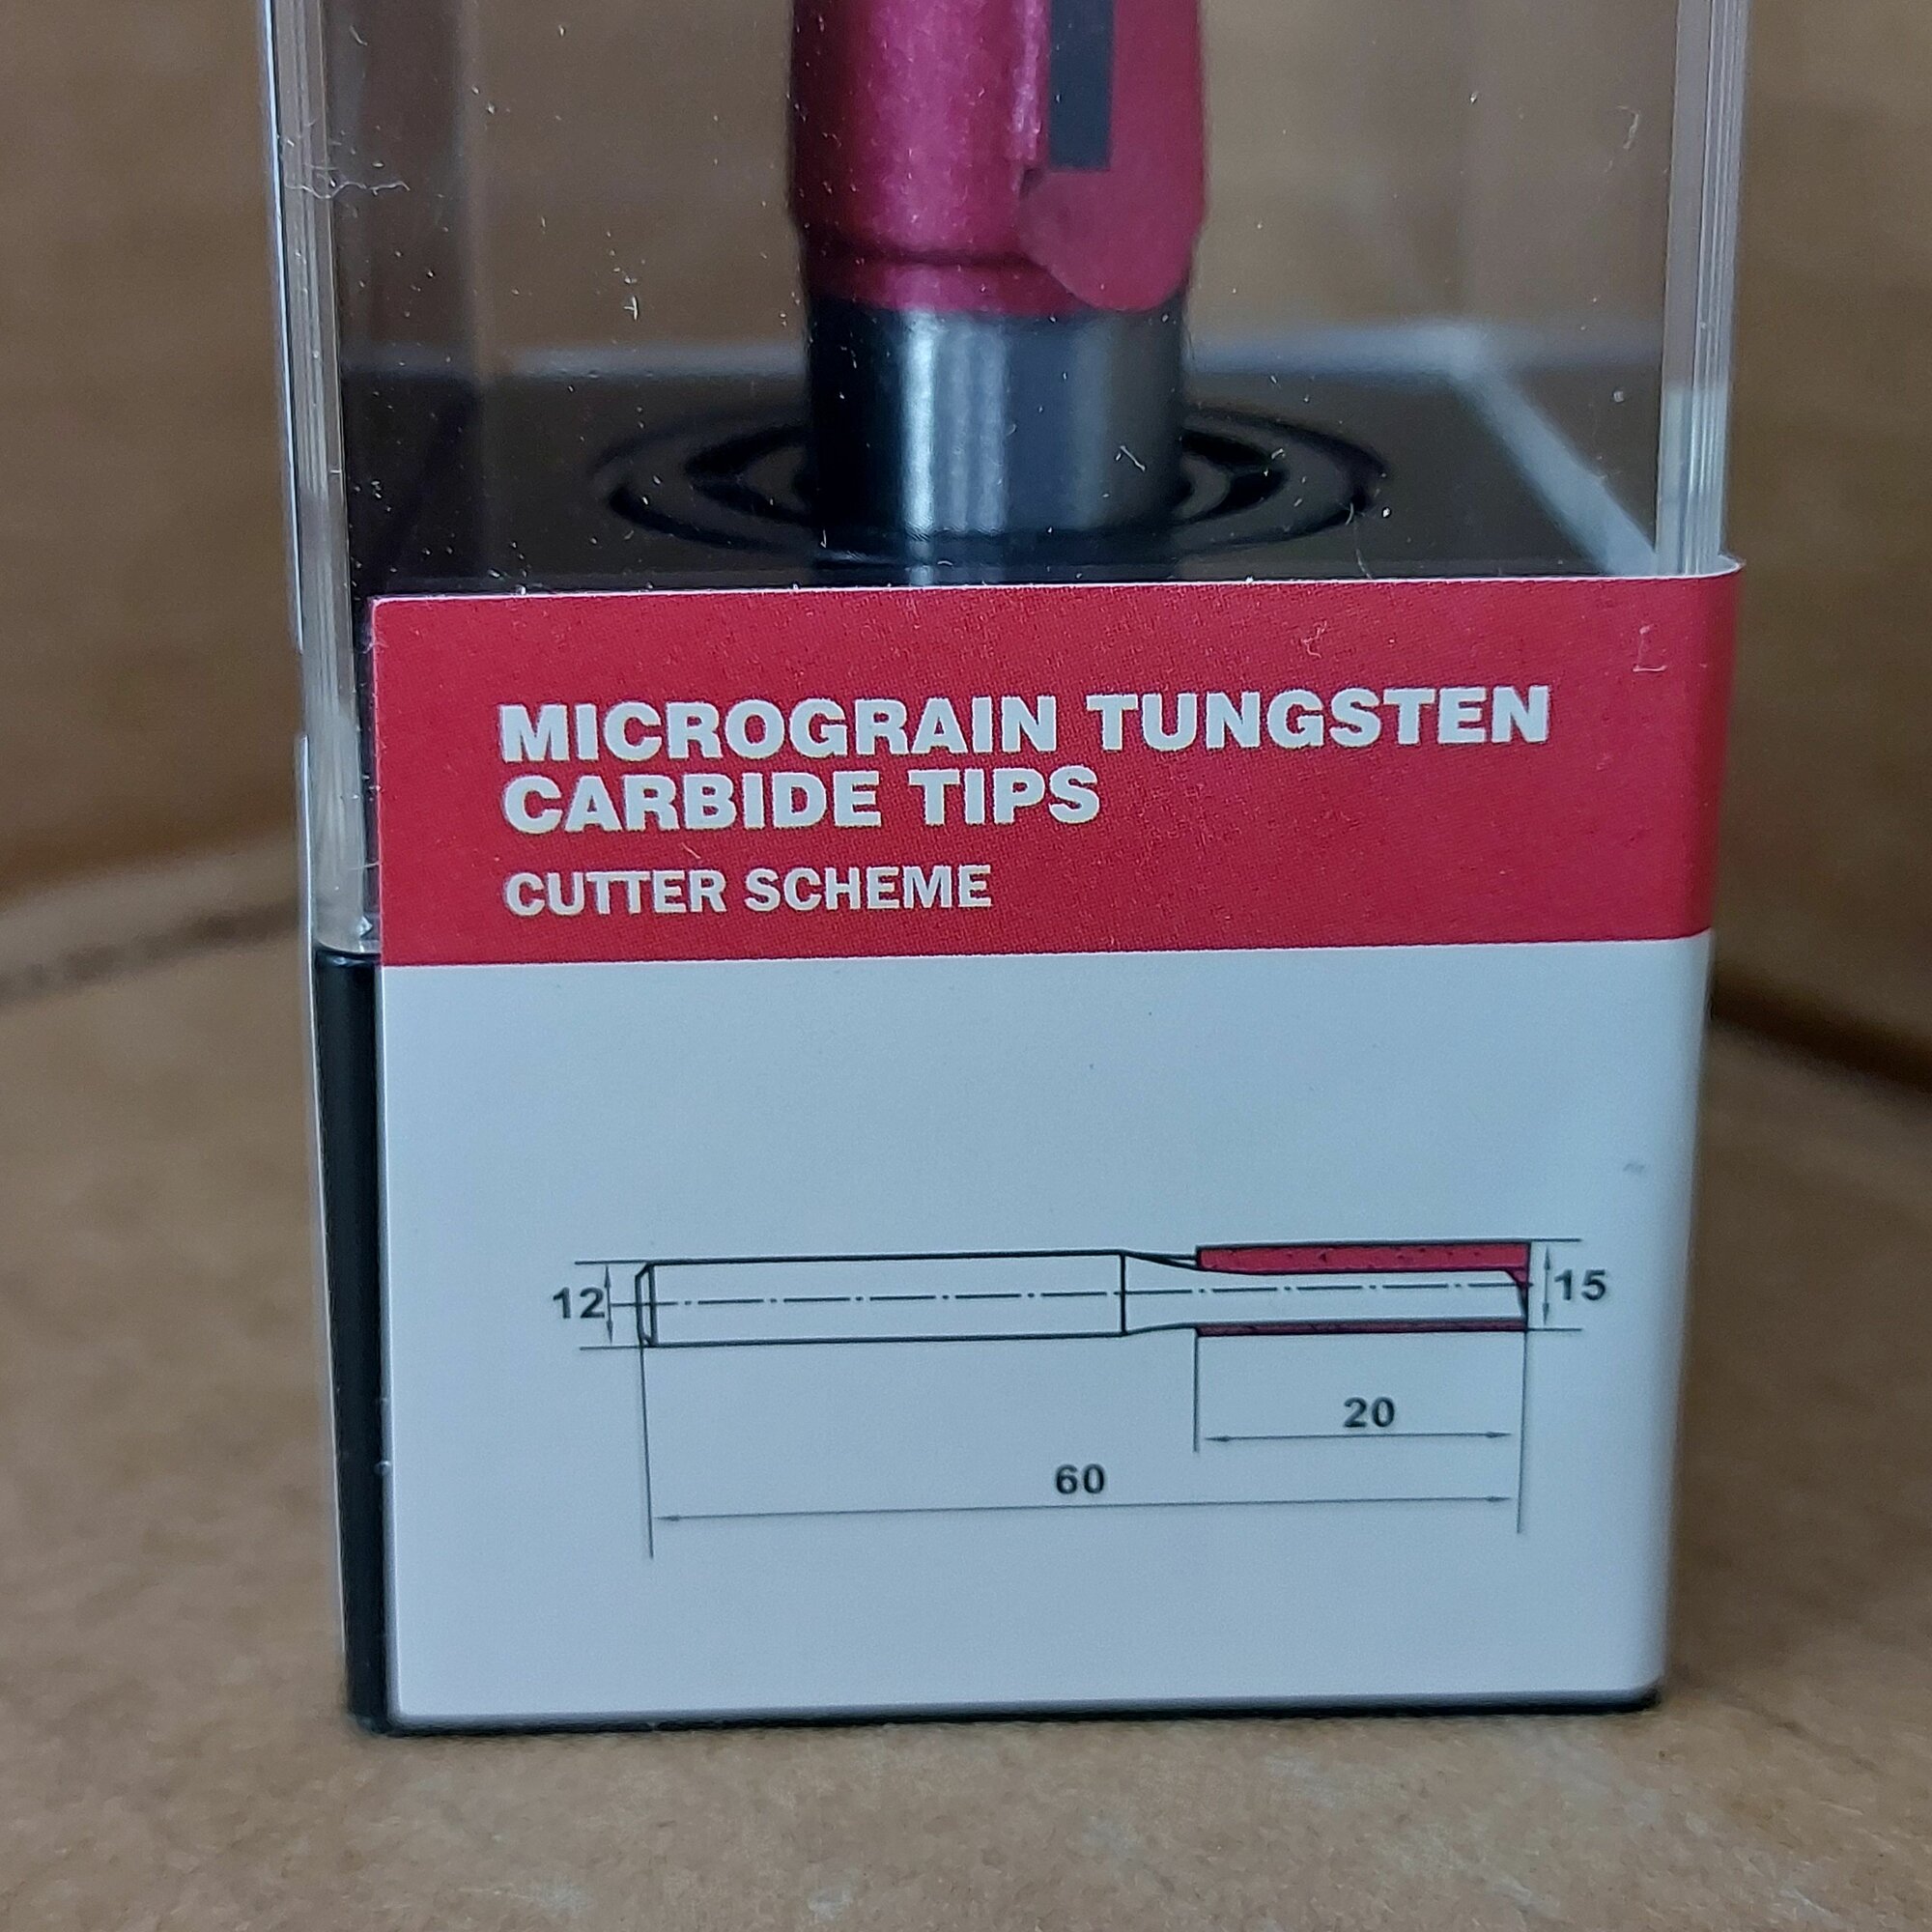 MICROGRAIN TUNGSTEN
CARBIDE TIPS
CUTTER SCHEME
12
15
20
60